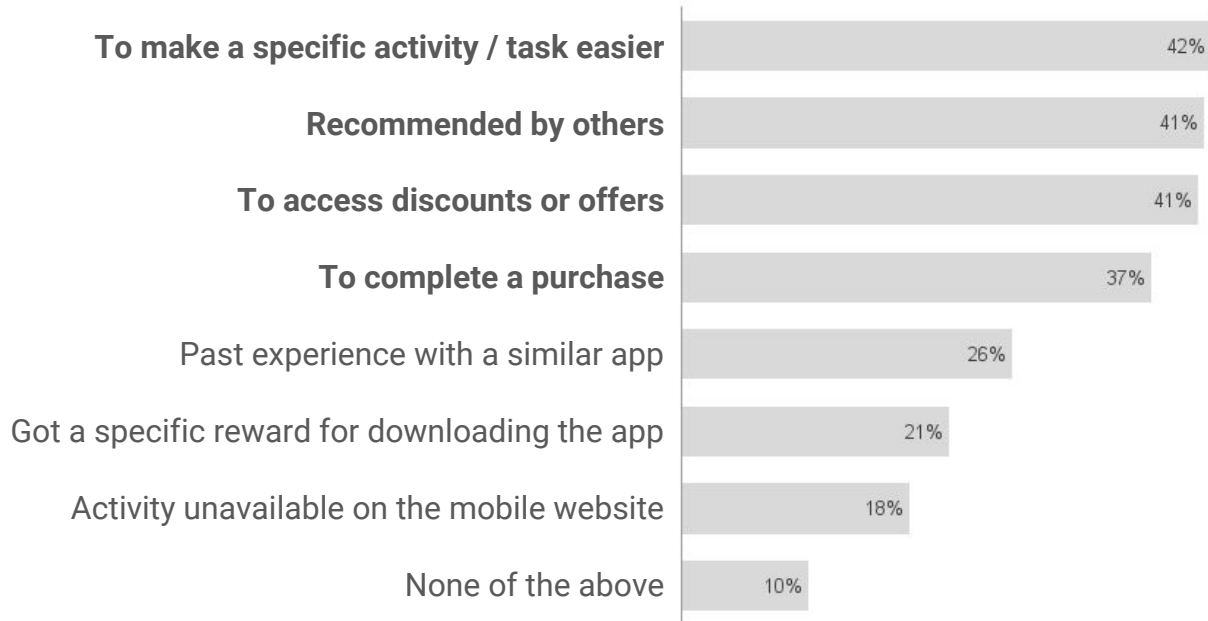 To make a specific activity / task easier 42%
Recommended by others 41%
To access discounts or offers 41%
To complete a purchase 37%
Past experience with a similar app 26%
Got a specific reward for downloading the app 21%
Activity unavailable on the mobile website 18%
None of the above 10%